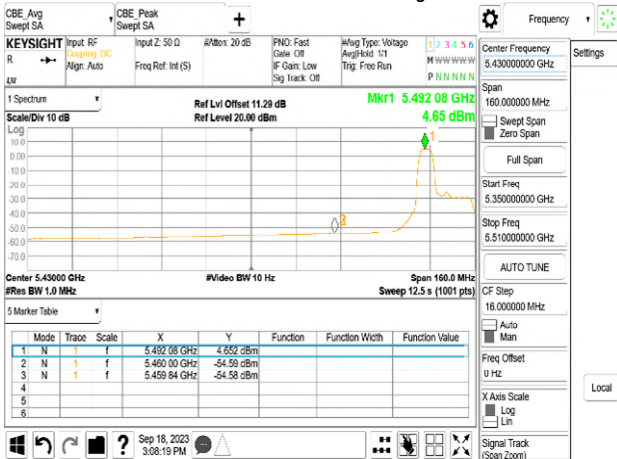 CBE_Avg
Swept SA
CBE_Peak
Swept SA
+
Frequency
KEYSIGHT
R
LXI
Input: RF
Coupling: DC
Align: Auto
Input Z: 50 Ω
Freq Ref: Int (S)
#Atten: 20 dB
PNO: Fast
Gate: Off
IF Gain: Low
Sig Track: Off
#Avg Type: Voltage
Avg|Hold: 1/1
Trig: Free Run
1 2 3 4 5 6
M W W W W W
P N N N N N
Center Frequency
5.430000000 GHz
Settings
Span
160.000000 MHz
Swept Span
Zero Span
Full Span
Start Freq
5.350000000 GHz
Stop Freq
5.510000000 GHz
AUTO TUNE
CF Step
16.000000 MHz
Auto
Man
Freq Offset
0 Hz
Local
X Axis Scale
Log
Lin
Signal Track
(Span Zoom)
1 Spectrum
Scale/Div 10 dB
Ref Lvl Offset 11.29 dB
Ref Level 20.00 dBm
Mkr1 5.492 08 GHz
4.65 dBm
Log
10.0
0.00
-10.0
-20.0
-30.0
-40.0
-50.0
-60.0
-70.0
1
Center 5.43000 GHz
#Res BW 1.0 MHz
#Video BW 10 Hz
Span 160.0 MHz
Sweep 12.5 s (1001 pts)
5 Marker Table
Mode Trace Scale X Y Function Function Width Function Value
1 N 1 f 5.492 08 GHz 4.652 dBm
2 N 1 f 5.460 00 GHz -54.59 dBm
3 N 1 f 5.459 84 GHz -54.58 dBm
4
5
6
?
Sep 18, 2023
3:08:19 PM